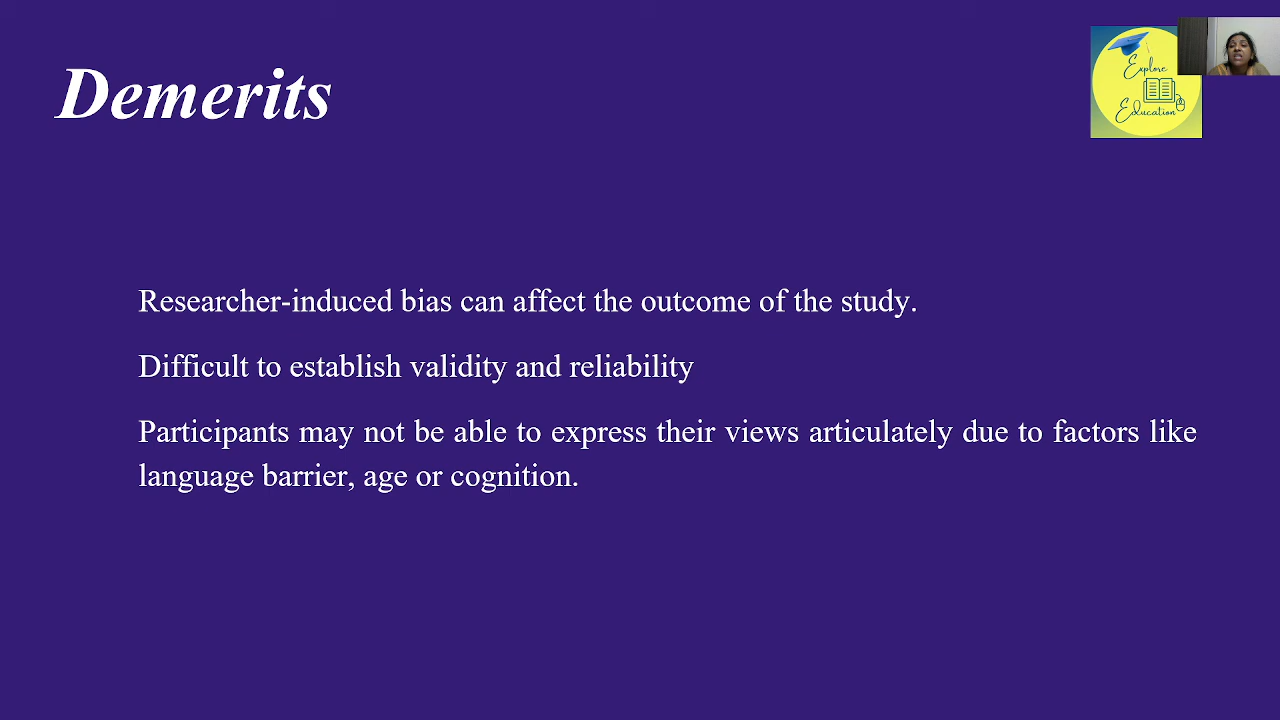 Demerits
Explore
Education
Researcher-induced bias can affect the outcome of the study.
Difficult to establish validity and reliability
Participants may not be able to express their views articulately due to factors like
language barrier, age or cognition.